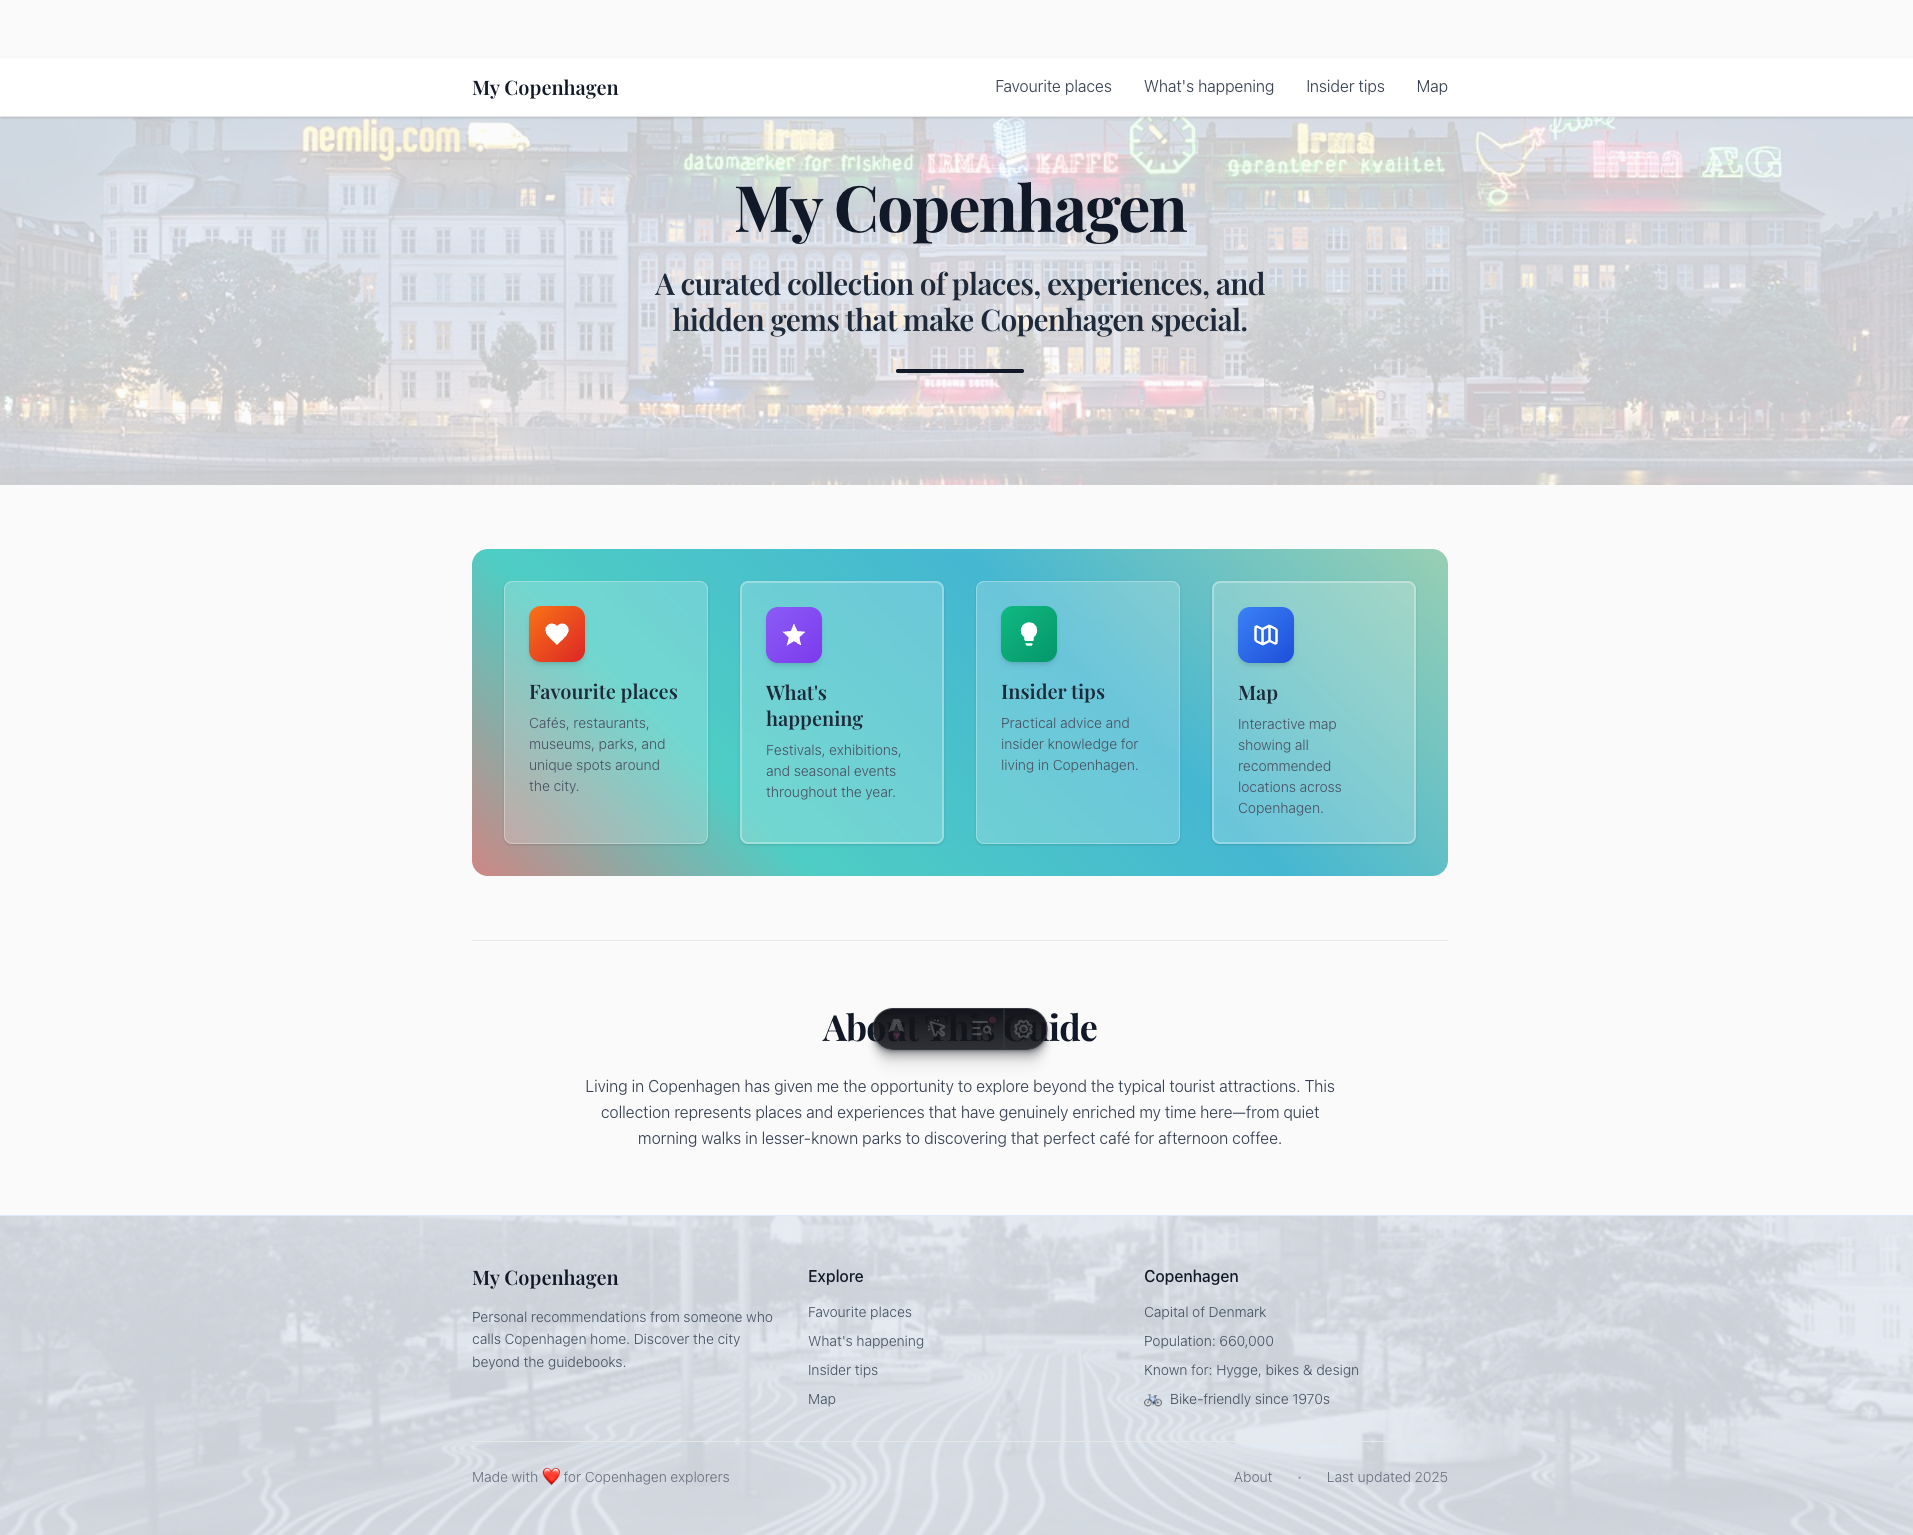 My Copenhagen
Favourite places
What's happening
Insider tips
Map
nemlig.com
Irma
datomærker for friskhed
IRMA KAFFE
Irma
garanterer kvalitet
friske
Irma ÆG
My Copenhagen
A curated collection of places, experiences, and
hidden gems that make Copenhagen special.
Favourite places
Cafés, restaurants,
museums, parks, and
unique spots around
the city.
What's
happening
Festivals, exhibitions,
and seasonal events
throughout the year.
Insider tips
Practical advice and
insider knowledge for
living in Copenhagen.
Map
Interactive map
showing all
recommended
locations across
Copenhagen.
About This Guide
Living in Copenhagen has given me the opportunity to explore beyond the typical tourist attractions. This
collection represents places and experiences that have genuinely enriched my time here—from quiet
morning walks in lesser-known parks to discovering that perfect café for afternoon coffee.
My Copenhagen
Personal recommendations from someone who
calls Copenhagen home. Discover the city
beyond the guidebooks.
Explore
Favourite places
What's happening
Insider tips
Map
Copenhagen
Capital of Denmark
Population: 660,000
Known for: Hygge, bikes & design
🚲 Bike-friendly since 1970s
Made with ❤️ for Copenhagen explorers
About • Last updated 2025